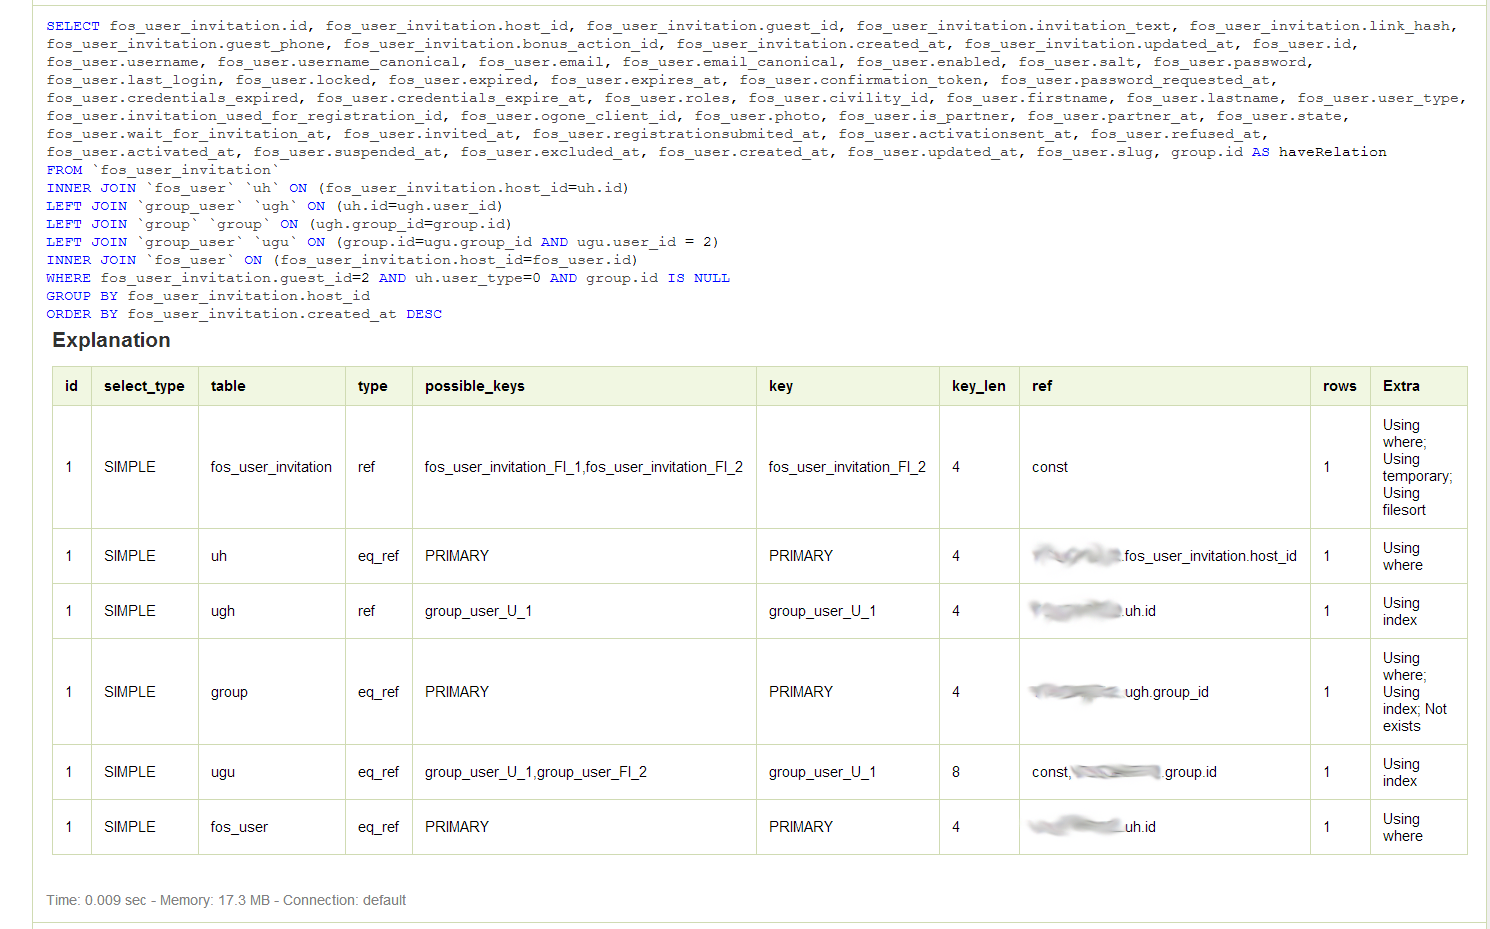 SELECT fos_user_invitation.id, fos_user_invitation.host_id, fos_user_invitation.guest_id, fos_user_invitation.invitation_text, fos_user_invitation.link_hash,
fos_user_invitation.guest_phone, fos_user_invitation.bonus_action_id, fos_user_invitation.created_at, fos_user_invitation.updated_at, fos_user.id,
fos_user.username, fos_user.username_canonical, fos_user.email, fos_user.email_canonical, fos_user.enabled, fos_user.salt, fos_user.password,
fos_user.last_login, fos_user.locked, fos_user.expired, fos_user.expires_at, fos_user.confirmation_token, fos_user.password_requested_at,
fos_user.credentials_expired, fos_user.credentials_expire_at, fos_user.roles, fos_user.civility_id, fos_user.firstname, fos_user.lastname, fos_user.user_type,
fos_user.invitation_used_for_registration_id, fos_user.ogone_client_id, fos_user.photo, fos_user.is_partner, fos_user.partner_at, fos_user.state,
fos_user.wait_for_invitation_at, fos_user.invited_at, fos_user.registrationsubmited_at, fos_user.activationsent_at, fos_user.refused_at,
fos_user.activated_at, fos_user.suspended_at, fos_user.excluded_at, fos_user.created_at, fos_user.updated_at, fos_user.slug, group.id AS haveRelation
FROM `fos_user_invitation`
INNER JOIN `fos_user` `uh` ON (fos_user_invitation.host_id=uh.id)
LEFT JOIN `group_user` `ugh` ON (uh.id=ugh.user_id)
LEFT JOIN `group` `group` ON (ugh.group_id=group.id)
LEFT JOIN `group_user` `ugu` ON (group.id=ugu.group_id AND ugu.user_id = 2)
INNER JOIN `fos_user` ON (fos_user_invitation.host_id=fos_user.id)
WHERE fos_user_invitation.guest_id=2 AND uh.user_type=0 AND group.id IS NULL
GROUP BY fos_user_invitation.host_id
ORDER BY fos_user_invitation.created_at DESC
Explanation
id select_type table type possible_keys key key_len ref rows Extra
1 SIMPLE fos_user_invitation ref fos_user_invitation_FI_1,fos_user_invitation_FI_2 fos_user_invitation_FI_2 4 const 1 Using where; Using temporary; Using filesort
1 SIMPLE uh eq_ref PRIMARY PRIMARY 4 .fos_user_invitation.host_id 1 Using where
1 SIMPLE ugh ref group_user_U_1 group_user_U_1 4 .uh.id 1 Using index
1 SIMPLE group eq_ref PRIMARY PRIMARY 4 .ugh.group_id 1 Using where; Using index; Not exists
1 SIMPLE ugu eq_ref group_user_U_1,group_user_FI_2 group_user_U_1 8 const, .group.id 1 Using index
1 SIMPLE fos_user eq_ref PRIMARY PRIMARY 4 .uh.id 1 Using where
Time: 0.009 sec - Memory: 17.3 MB - Connection: default